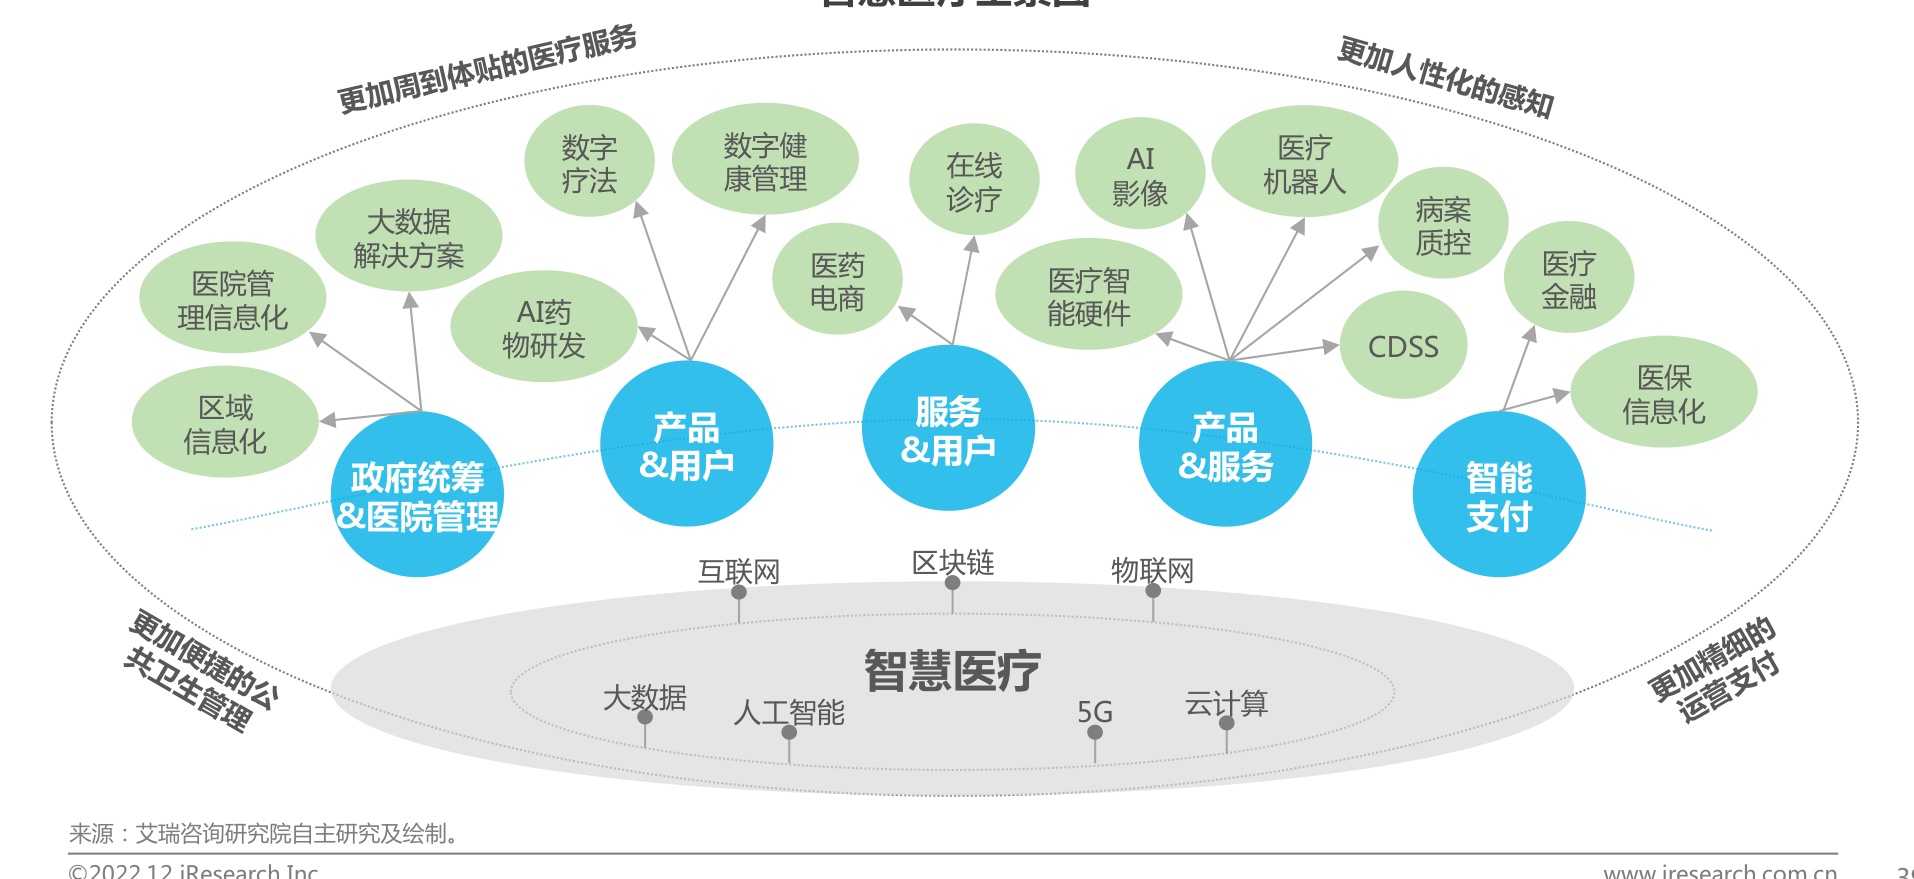 智慧医疗全景图
更加周到体贴的医疗服务
更加人性化的感知
数字
疗法
数字健
康管理
在线
诊疗
AI
影像
医疗
机器人
大数据
解决方案
病案
质控
医院管
理信息化
AI药
物研发
医药
电商
医疗智
能硬件
医疗
金融
CDSS
区域
信息化
医保
信息化
政府统筹
&医院管理
产品
&用户
服务
&用户
产品
&服务
智能
支付
互联网
区块链
物联网
智慧医疗
大数据
人工智能
5G
云计算
更加便捷的公
共卫生管理
更加精细的
运营支付
来源：艾瑞咨询研究院自主研究及绘制。
©2022.12 iResearch Inc
www.iresearch.com.cn